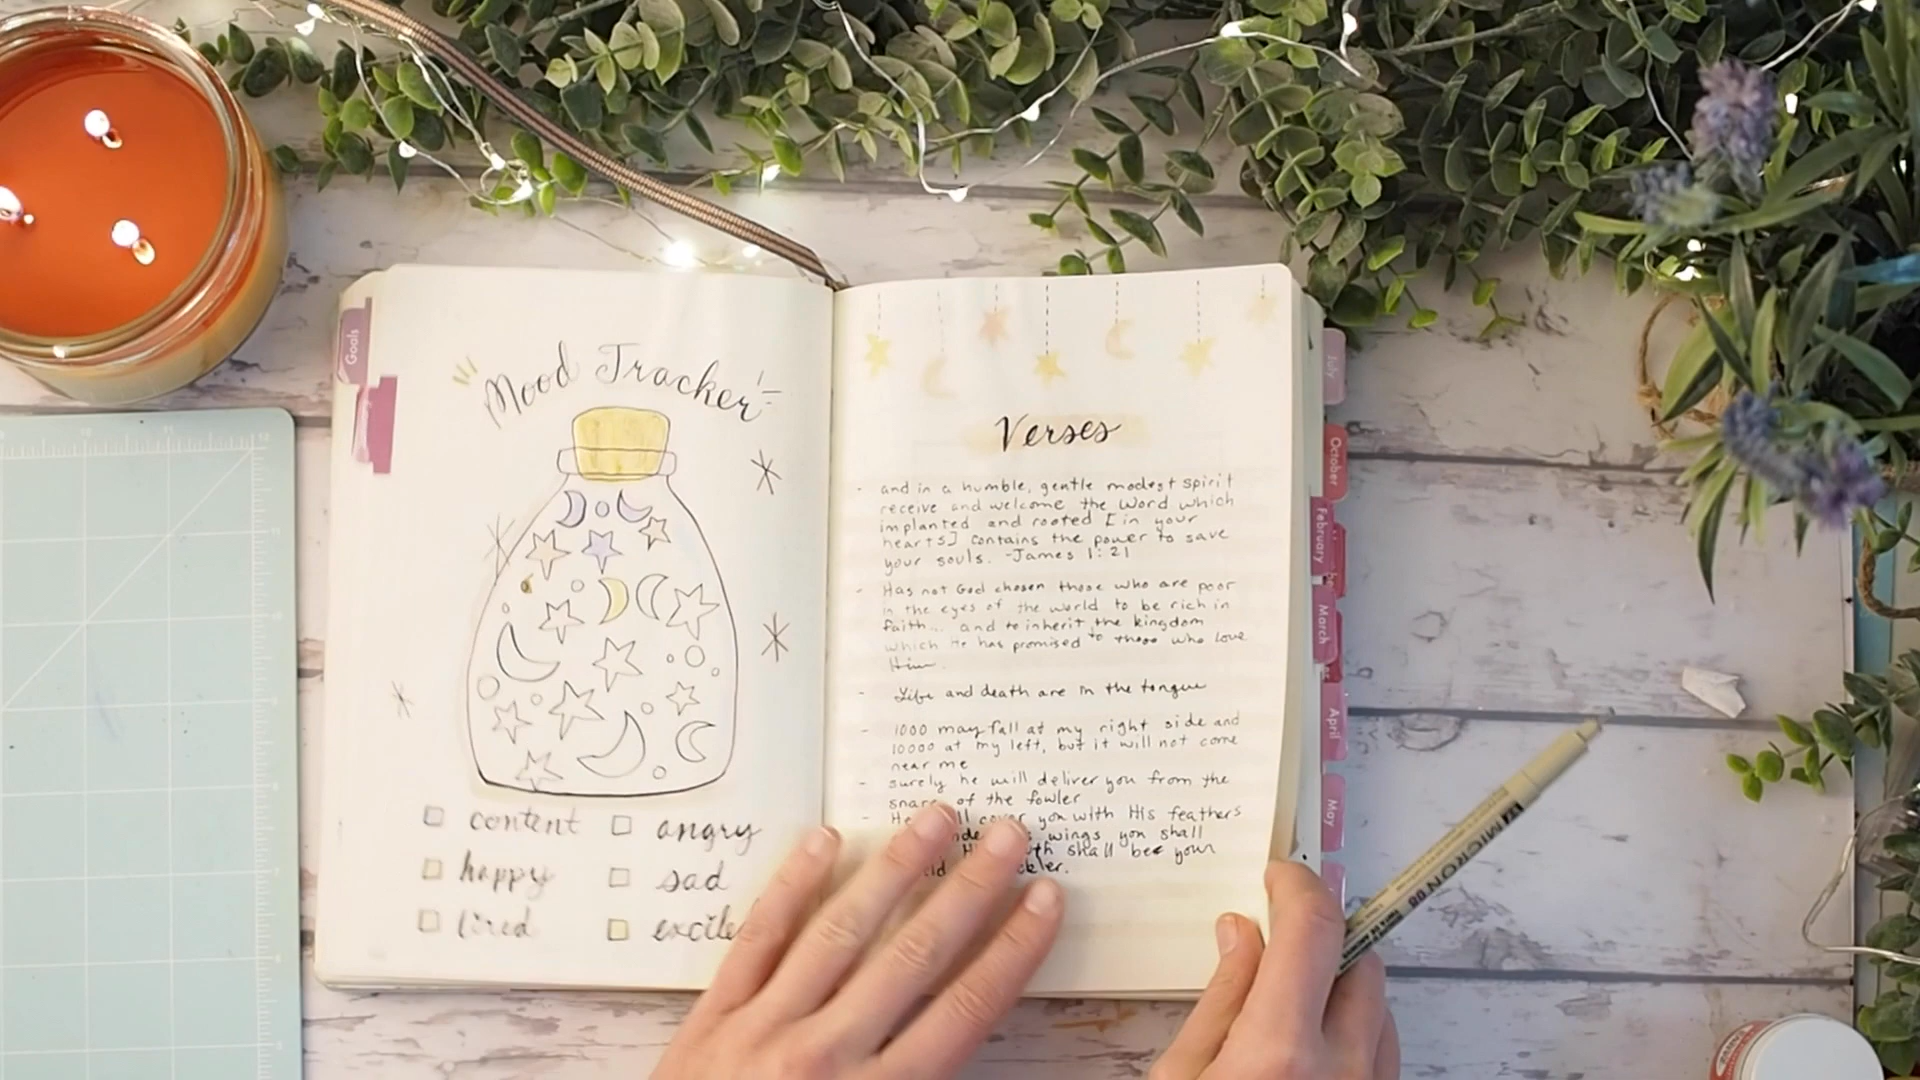 Goals
Mood Tracker
content
angry
happy
sad
tired
Verses
- and in a humble, gentle modest spirit
receive and welcome the Word which
implanted and rooted [in your
hearts] contains the power to save
your souls. -James 1:21
- Has not God chosen those who are poor
in the eyes of the world to be rich in
faith... and to inherit the kingdom
which He has promised to those who love
Him.
- Life and death are in the tongue
- 1000 may fall at my right side and
10000 at my left, but it will not come
near me
- surely he will deliver you from the
snare of the fowler
- He cover you with His feathers
wings you shall
shall bee your
July
October
February
March
April
May
MICRON 08